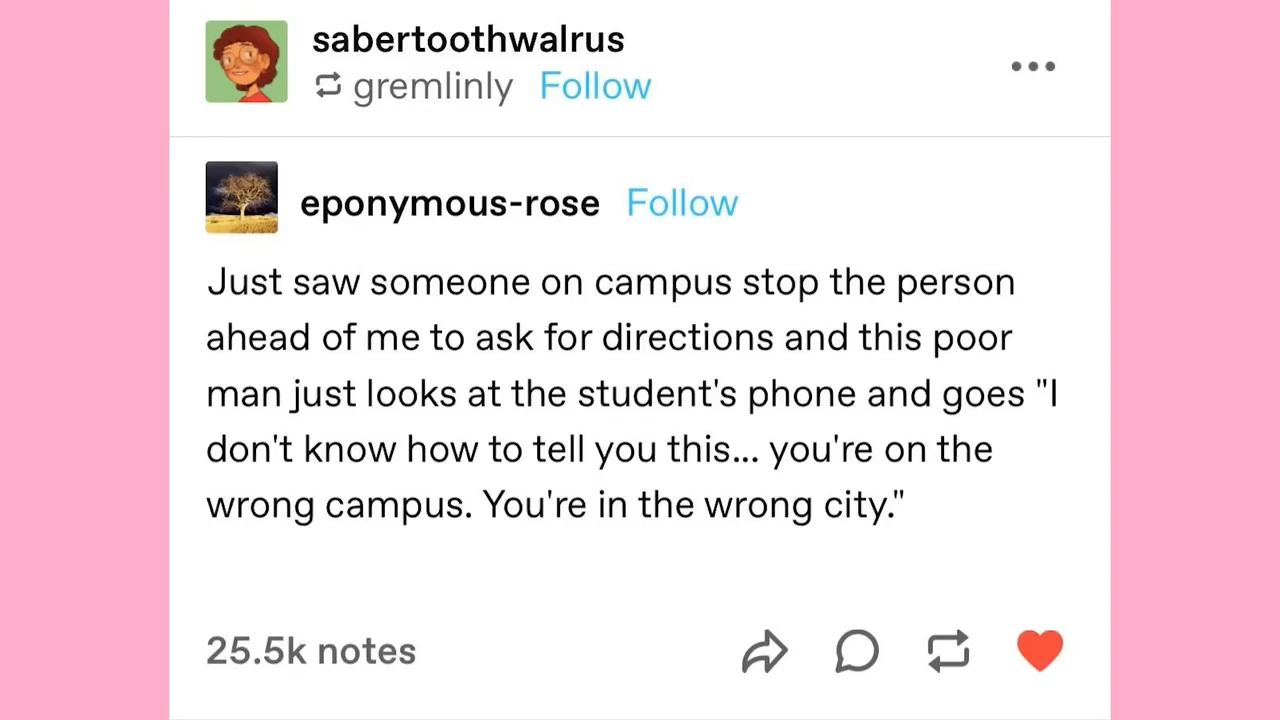 sabertoothwalrus
gremlinly Follow
eponymous-rose Follow
Just saw someone on campus stop the person
ahead of me to ask for directions and this poor
man just looks at the student's phone and goes "I
don't know how to tell you this... you're on the
wrong campus. You're in the wrong city."
25.5k notes